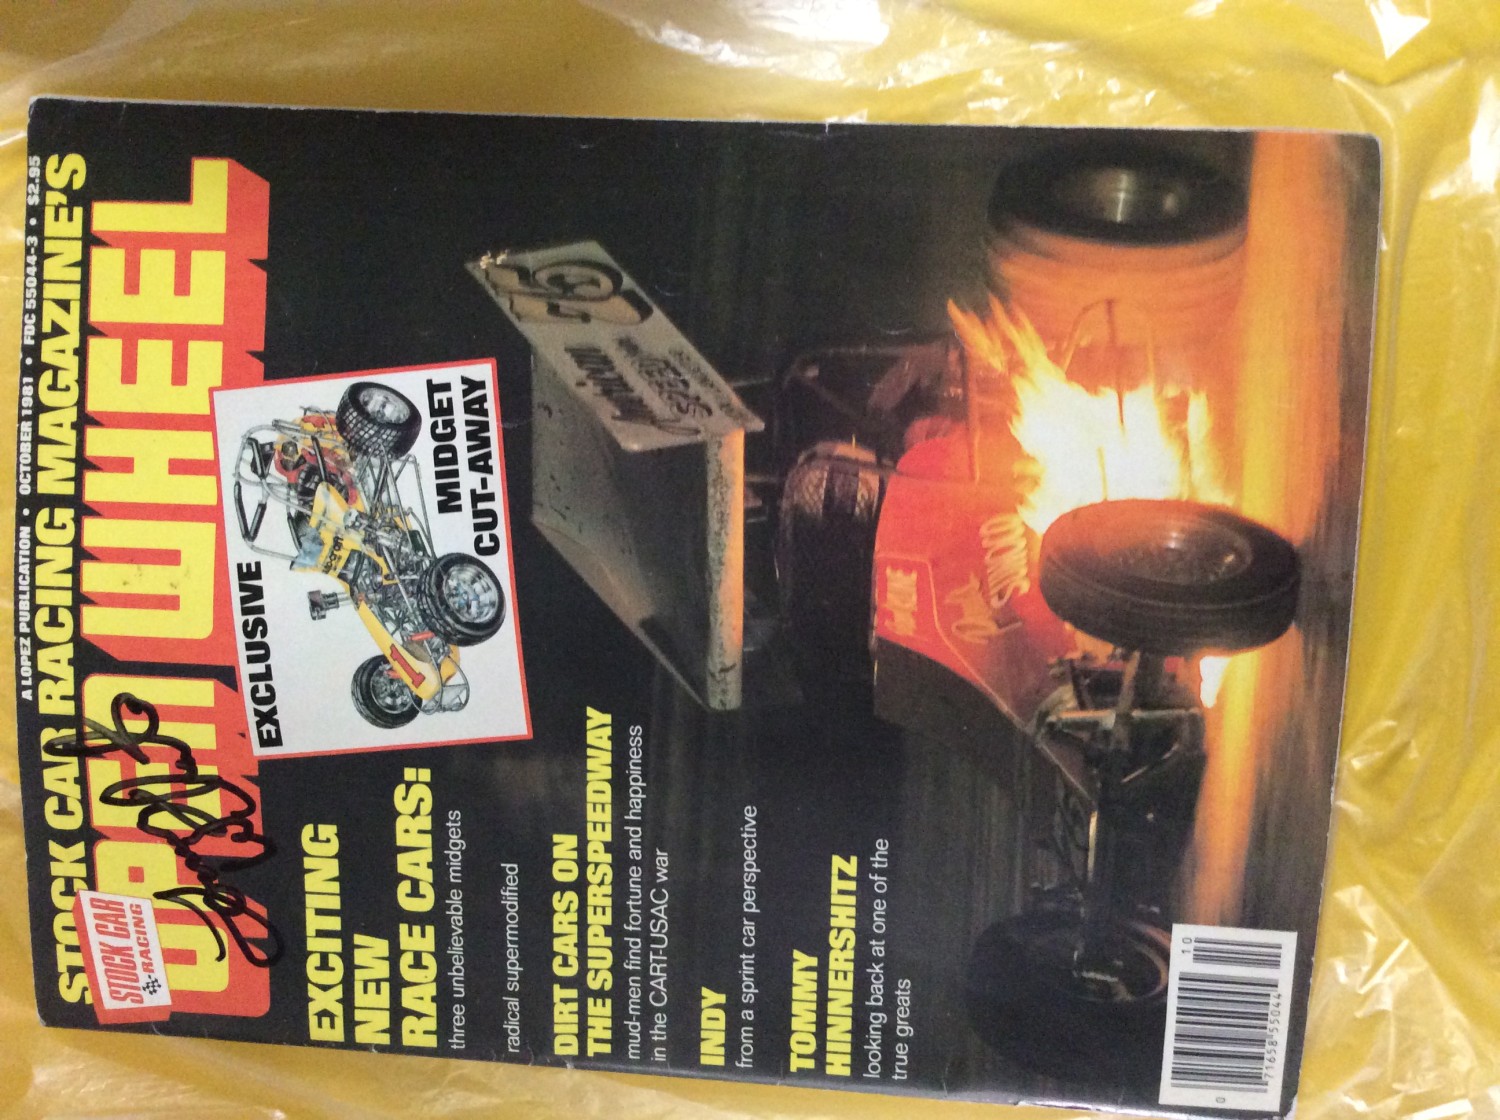 A LOPEZ PUBLICATION • OCTOBER 1981 • FDC 55044-3 • $2.95
STOCK CAR RACING MAGAZINE'S
OPEN WHEEL
STOCK CAR
RACING
EXCLUSIVE
MIDGET
CUT-AWAY
1
EXCITING
NEW
RACE CARS:
three unbelievable midgets
radical supermodified
DIRT CARS ON
THE SUPERSPEEDWAY
mud-men find fortune and happiness
in the CART-USAC war
INDY
from a sprint car perspective
TOMMY
HINNERSHITZ
looking back at one of the
true greats
SUNOCO
0 71658 55044 10